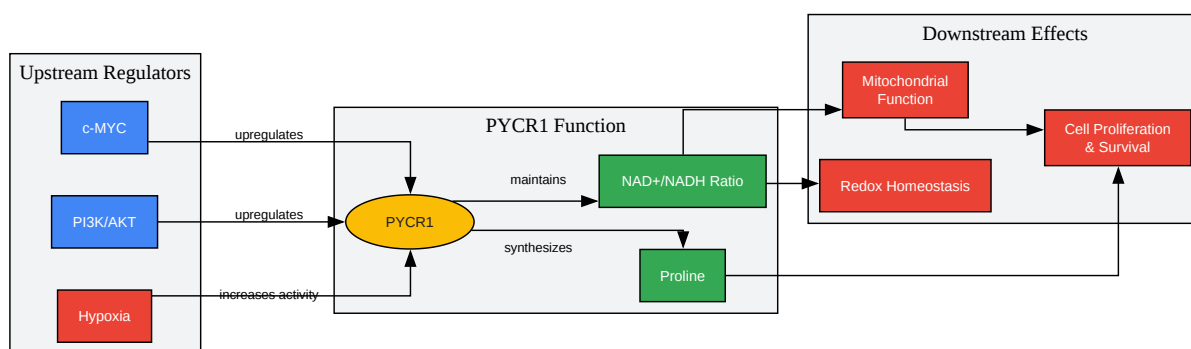 Upstream Regulators
c-MYC
PI3K/AKT
Hypoxia
upregulates
upregulates
increases activity
PYCR1 Function
PYCR1
maintains
synthesizes
NAD+/NADH Ratio
Proline
Downstream Effects
Mitochondrial
Function
Redox Homeostasis
Cell Proliferation
& Survival